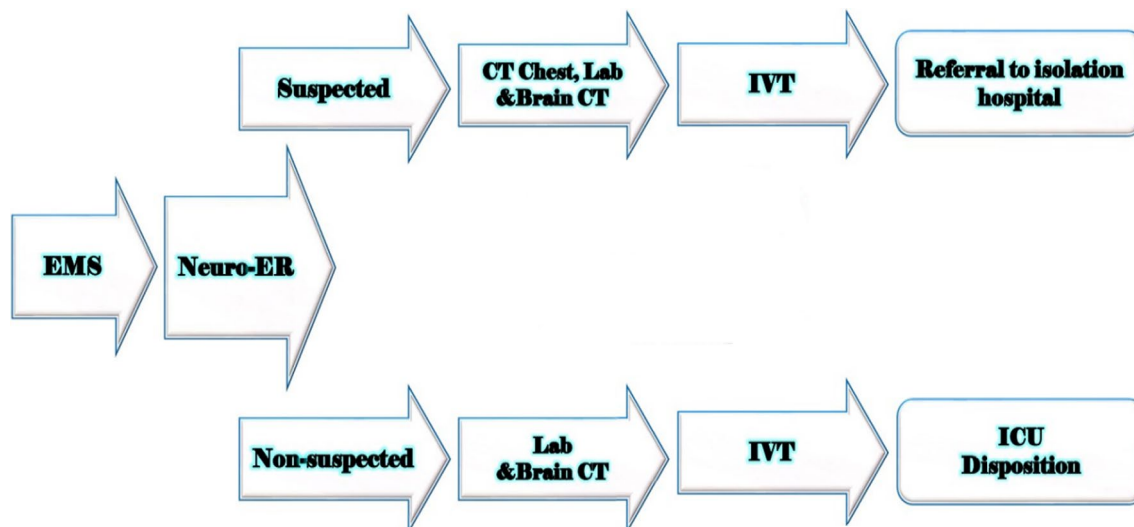 Suspected
CT Chest, Lab
&Brain CT
IVT
Referral to isolation
hospital
EMS
Neuro-ER
Non-suspected
Lab
&Brain CT
IVT
ICU
Disposition